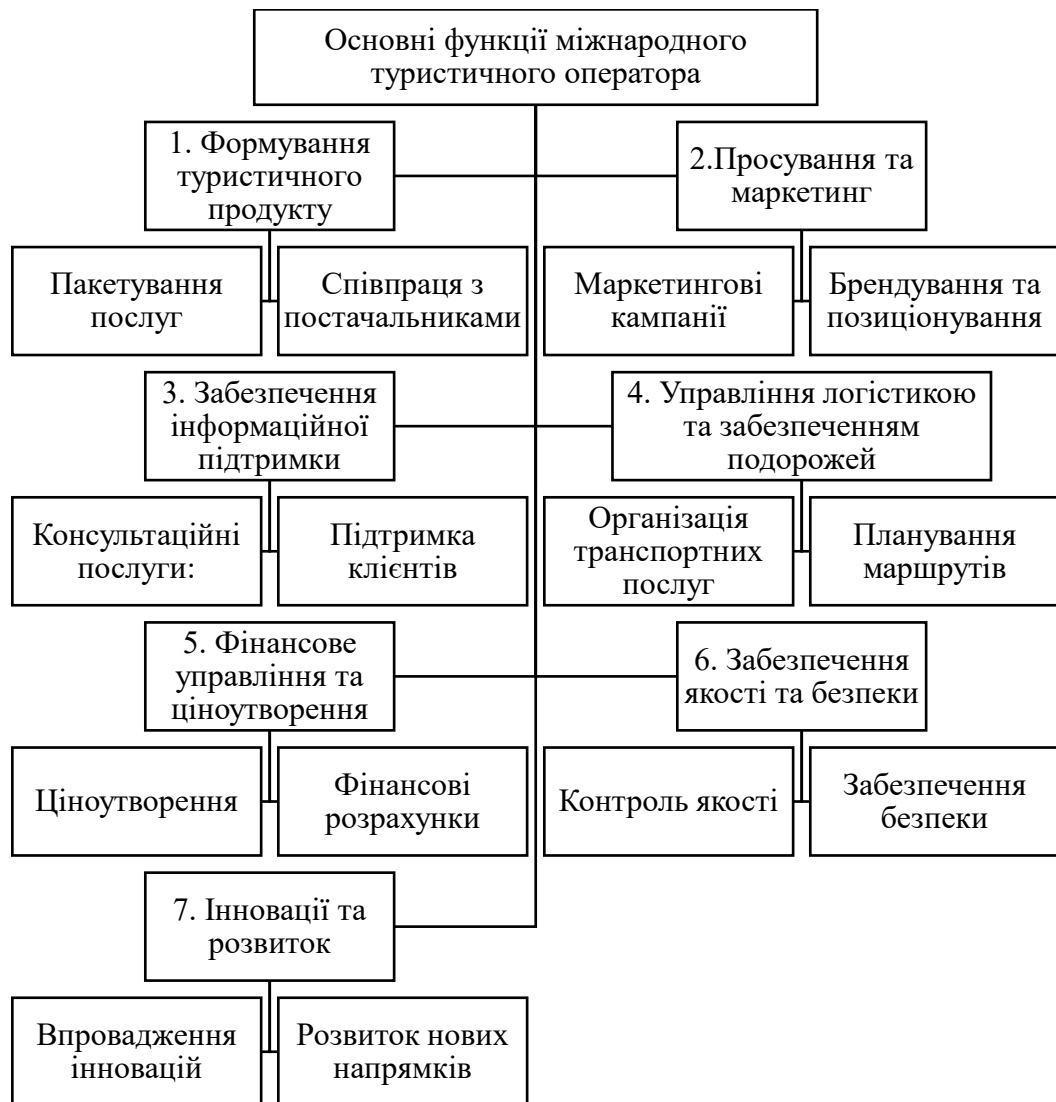 Основні функції міжнародного
туристичного оператора
1. Формування
туристичного
продукту
2.Просування та
маркетинг
Пакетування
послуг
Співпраця з
постачальниками
Маркетингові
кампанії
Брендування та
позиціонування
3. Забезпечення
інформаційної
підтримки
4. Управління логістикою
та забезпеченням
подорожей
Консультаційні
послуги:
Підтримка
клієнтів
Організація
транспортних
послуг
Планування
маршрутів
5. Фінансове
управління та
ціноутворення
6. Забезпечення
якості та безпеки
Ціноутворення
Фінансові
розрахунки
Контроль якості
Забезпечення
безпеки
7. Інновації та
розвиток
Впровадження
інновацій
Розвиток нових
напрямків